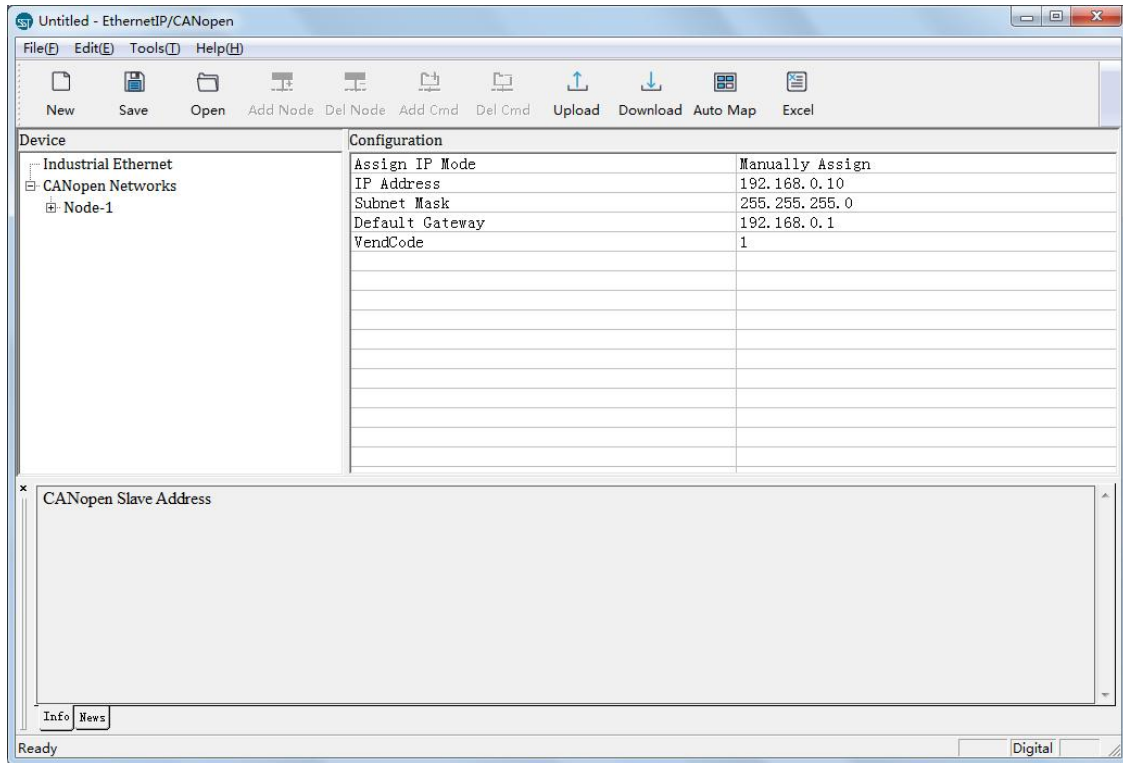 SST Untitled - EthernetIP/CANopen
File(F) Edit(E) Tools(T) Help(H)
New Save Open Add Node Del Node Add Cmd Del Cmd Upload Download Auto Map Excel
Device Configuration
Industrial Ethernet
CANopen Networks
Node-1
Assign IP Mode Manually Assign
IP Address 192.168.0.10
Subnet Mask 255.255.255.0
Default Gateway 192.168.0.1
VendCode 1
CANopen Slave Address
Info News
Ready Digital